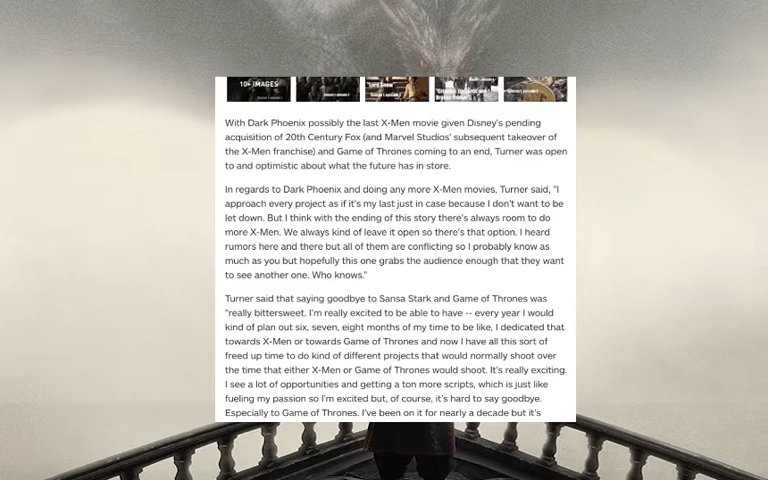 10+ IMAGES
With Dark Phoenix possibly the last X-Men movie given Disney's pending
acquisition of 20th Century Fox (and Marvel Studios' subsequent takeover of
the X-Men franchise) and Game of Thrones coming to an end, Turner was open
to and optimistic about what the future has in store.
In regards to Dark Phoenix and doing any more X-Men movies, Turner said, "I
approach every project as if it's my last just in case because I don't want to be
let down. But I think with the ending of this story there's always room to do
more X-Men. We always kind of leave it open so there's that option. I heard
rumors here and there but all of them are conflicting so I probably know as
much as you but hopefully this one grabs the audience enough that they want
to see another one. Who knows."
Turner said that saying goodbye to Sansa Stark and Game of Thrones was
"really bittersweet. I'm really excited to be able to have -- every year I would
kind of plan out six, seven, eight months of my time to be like, I dedicated that
towards X-Men or towards Game of Thrones and now I have all this sort of
freed up time to do kind of different projects that would normally shoot over
the time that either X-Men or Game of Thrones would shoot. It's really exciting.
I see a lot of opportunities and getting a ton more scripts, which is just like
fueling my passion so I'm excited but, of course, it's hard to say goodbye.
Especially to Game of Thrones. I've been on it for nearly a decade but it's